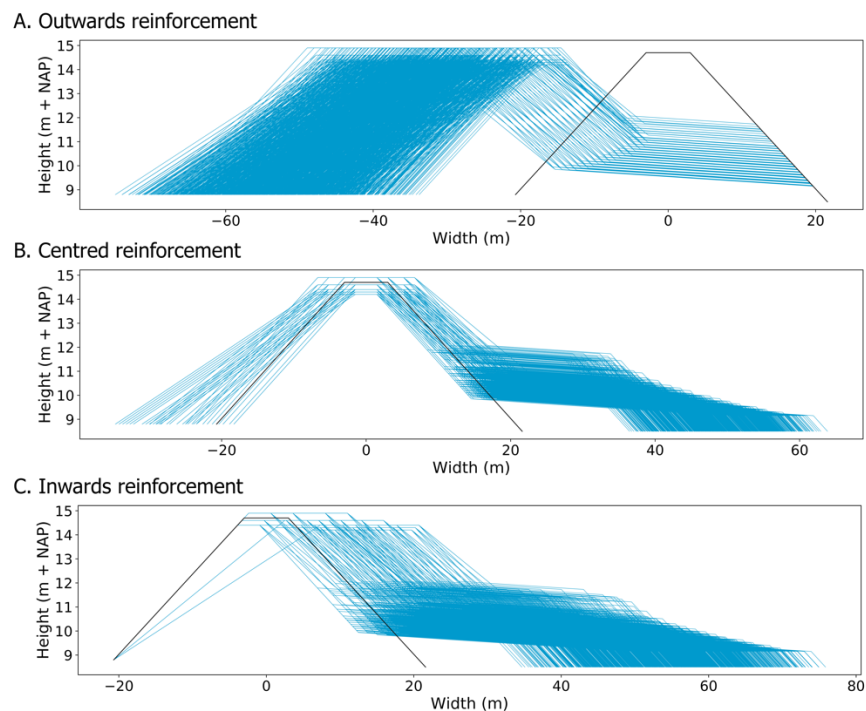 A. Outwards reinforcement
15
14
13
12
11
10
9
Height (m + NAP)
−60 −40 −20 0 20
Width (m)
B. Centred reinforcement
15
14
13
12
11
10
9
Height (m + NAP)
−20 0 20 40 60
Width (m)
C. Inwards reinforcement
15
14
13
12
11
10
9
Height (m + NAP)
−20 0 20 40 60 80
Width (m)